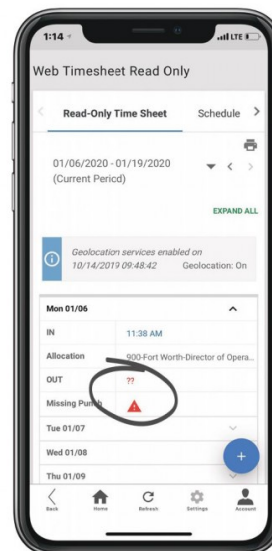 1:14
LTE
Web Timesheet Read Only
Read-Only Time Sheet Schedule
01/06/2020 - 01/19/2020
(Current Period)
EXPAND ALL
Geolocation services enabled on
10/14/2019 09:48:42 Geolocation: On
Mon 01/06
IN 11:38 AM
Allocation 900-Fort Worth-Director of Opera...
OUT ??
Missing Punch
Tue 01/07
Wed 01/08
Thu 01/09
Back Home Refresh Settings Account